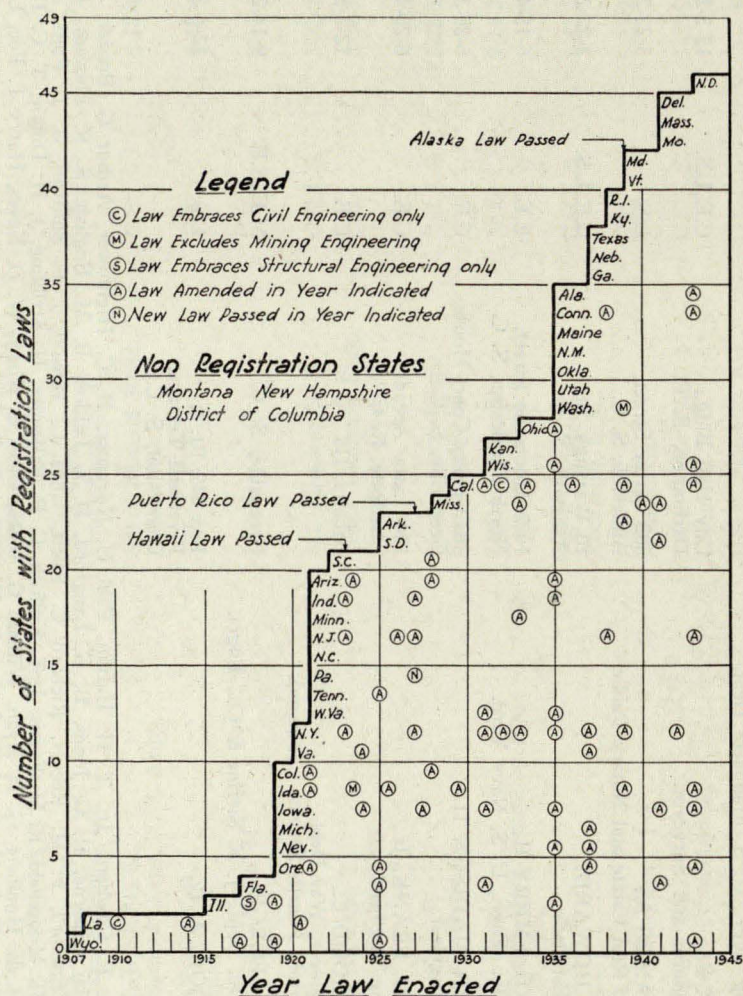 49
45
40
35
30
25
20
15
10
5
0
Number of States with Registration Laws
N.D.
Del.
Mass.
Mo.
Alaska Law Passed
Md.
Vt.
R.I.
Ky.
Texas
Neb.
Ga.
Legend
C Law Embraces Civil Engineering only
M Law Excludes Mining Engineering
S Law Embraces Structural Engineering only
A Law Amended in Year Indicated
N New Law Passed in Year Indicated
Non Registration States
Montana New Hampshire
District of Columbia
Ala. A
Conn. A A
Maine
N.M.
Okla.
Utah
Wash. M
Ohio A
Kan.
Wis. A A
Cal. A C A A A A
Puerto Rico Law Passed
Miss. A A A
Ark. A
Hawaii Law Passed
S.D. A
S.C. A
Ariz. A A A
Ind. A A A
Minn. A
N.J. A A A A A
N.C.
Pa. N
Tenn. A
W.Va. A A
N.Y. A A A A A A A A A
Va. A A
Col. A A
Ida. A M A A A A
Iowa A A A A A A
Mich. A
Nev. A A
Ore A A A A
Fla. A A A
Ill. S A A
La. C A A
Wyo. A A A A
1907 1910 1915 1920 1925 1930 1935 1940 1945
Year Law Enacted